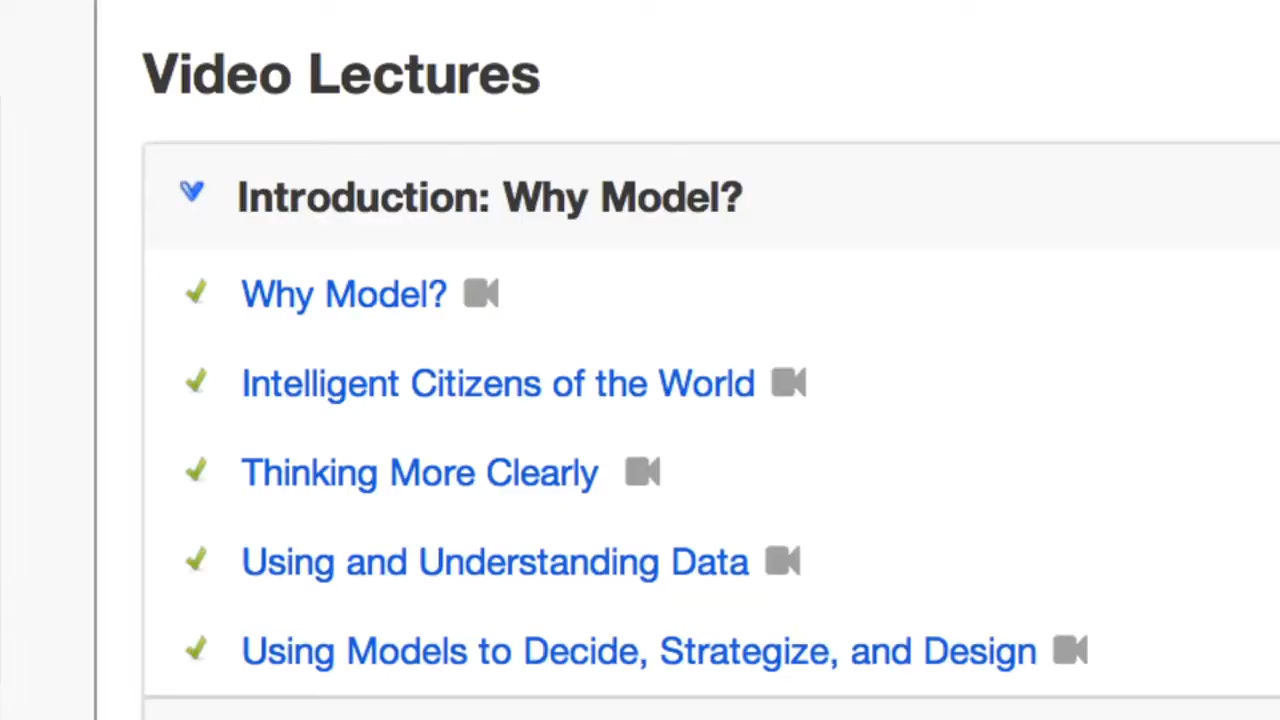 Video Lectures
Introduction: Why Model?
Why Model?
Intelligent Citizens of the World
Thinking More Clearly
Using and Understanding Data
Using Models to Decide, Strategize, and Design